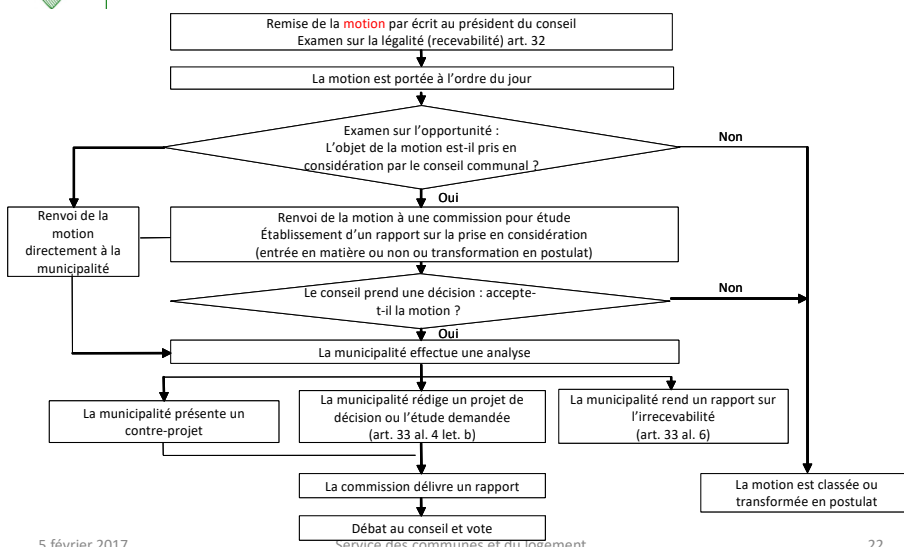 Remise de la motion par écrit au président du conseil
Examen sur la légalité (recevabilité) art. 32
La motion est portée à l'ordre du jour
Examen sur l'opportunité :
L'objet de la motion est-il pris en
considération par le conseil communal ?
Non
Oui
Renvoi de la
motion
directement à la
municipalité
Renvoi de la motion à une commission pour étude
Établissement d'un rapport sur la prise en considération
(entrée en matière ou non ou transformation en postulat)
Le conseil prend une décision : accepte-
t-il la motion ?
Non
Oui
La municipalité effectue une analyse
La municipalité présente un
contre-projet
La municipalité rédige un projet de
décision ou l'étude demandée
(art. 33 al. 4 let. b)
La municipalité rend un rapport sur
l'irrecevabilité
(art. 33 al. 6)
La commission délivre un rapport
La motion est classée ou
transformée en postulat
Débat au conseil et vote
5 février 2017
Service des communes et du logement
22